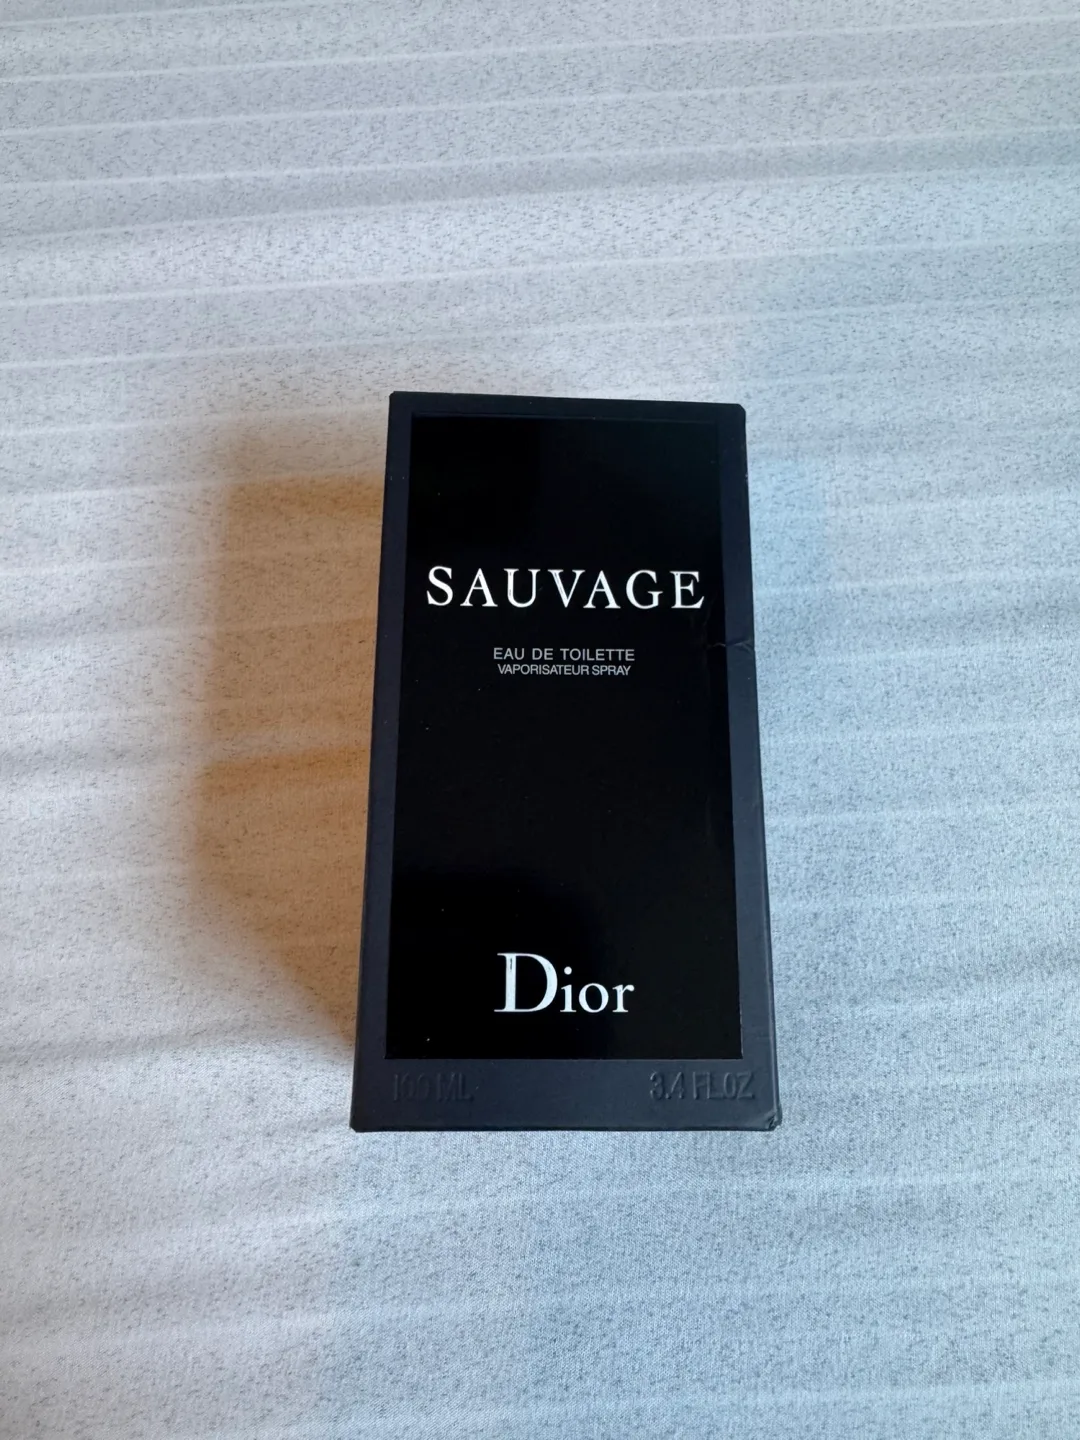 SAUVAGE
EAU DE TOILETTE
VAPORISATEUR SPRAY
Dior
100 ML 3.4 FL.OZ